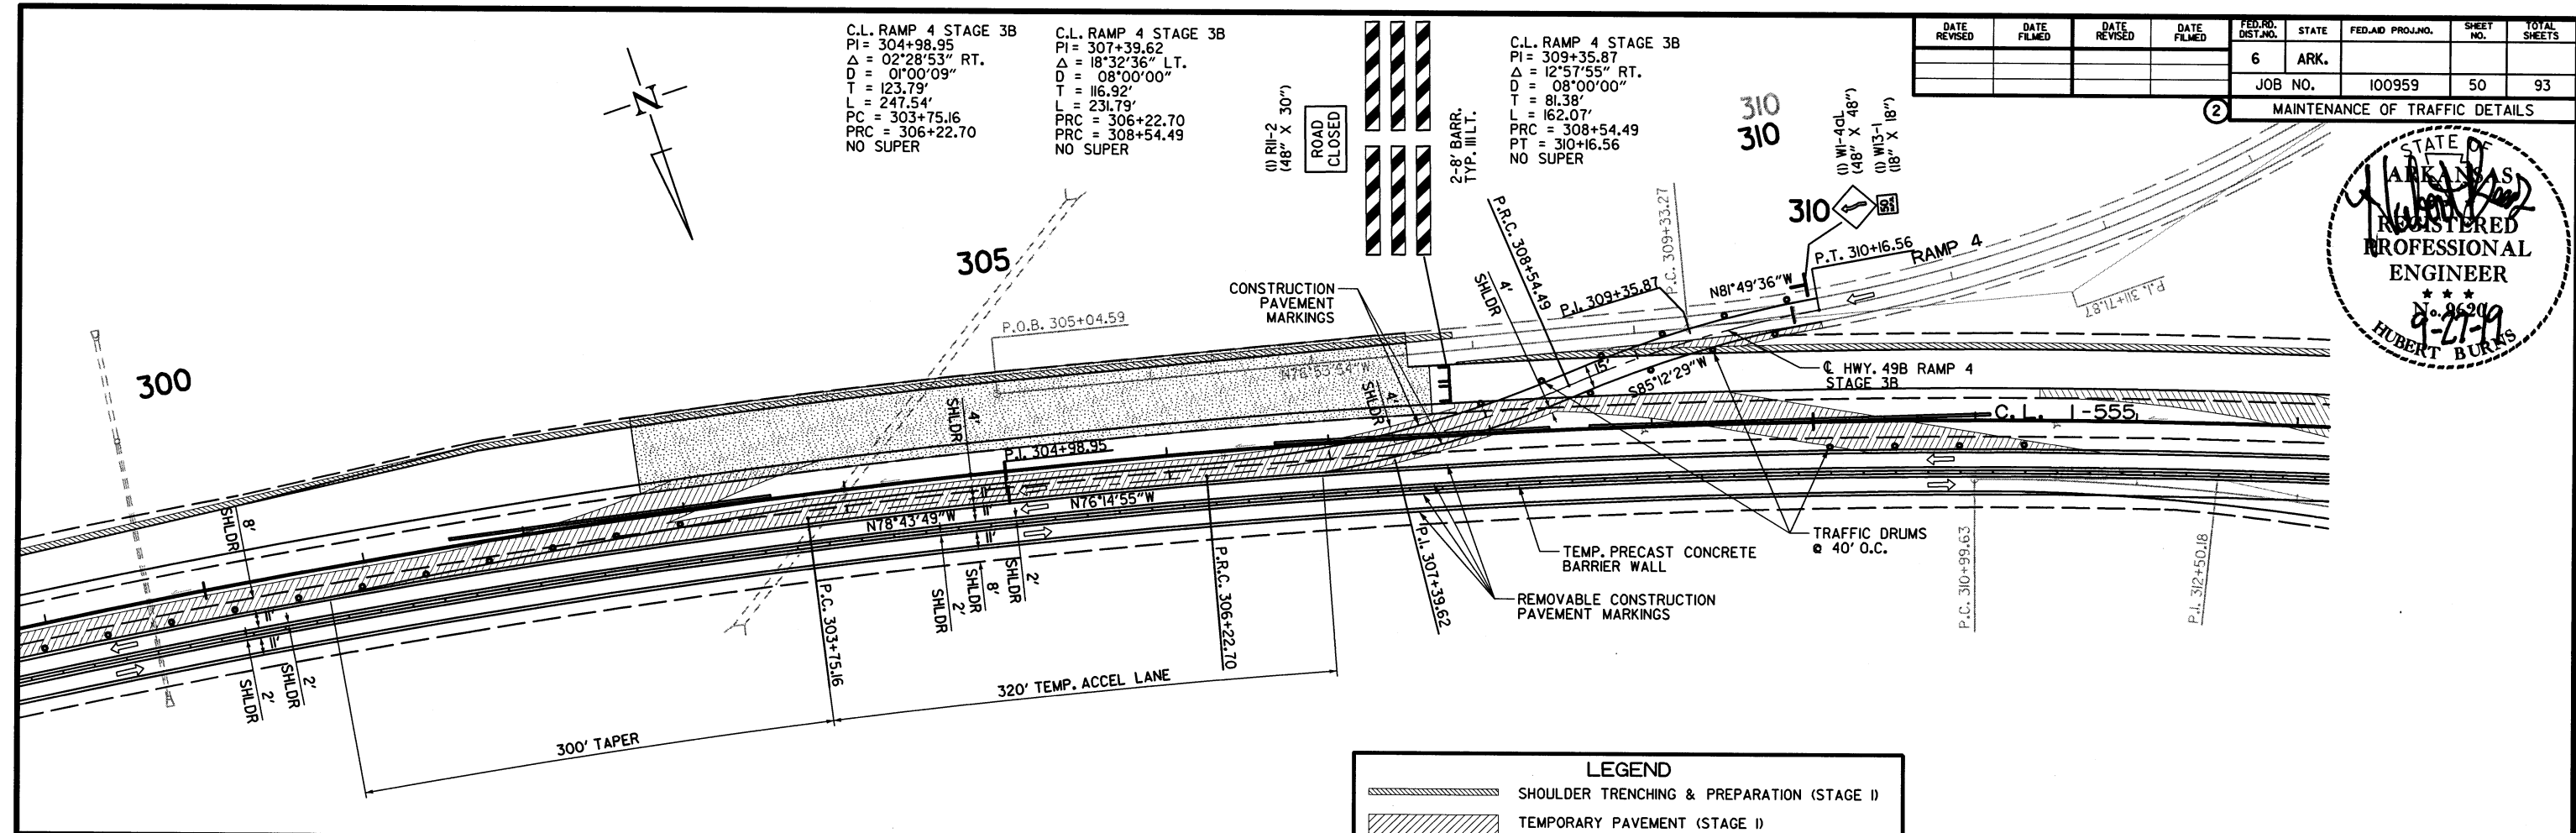 C.L. RAMP 4 STAGE 3B
PI = 304+98.95
Δ = 02°28'53" RT.
D = 01°00'09"
T = 123.79'
L = 247.54'
PC = 303+75.16
PRC = 306+22.70
NO SUPER
C.L. RAMP 4 STAGE 3B
PI = 307+39.62
Δ = 18°32'36" LT.
D = 08°00'00"
T = 116.92'
L = 231.79'
PRC = 306+22.70
PRC = 308+54.49
NO SUPER
(1) R11-2
(48" X 30")
ROAD
CLOSED
2-8' BARR.
TYP. III LT.
C.L. RAMP 4 STAGE 3B
PI = 309+35.87
Δ = 12°57'55" RT.
D = 08°00'00"
T = 81.38'
L = 162.07'
PRC = 308+54.49
PT = 310+16.56
NO SUPER
310
310
310
(1) W1-4aL
(48" X 48")
(1) W13-1
(18" X 18")
50
MPH
DATE REVISED
DATE FILMED
DATE REVISED
DATE FILMED
FED.RD. DIST.NO.
STATE
FED.AID PROJ.NO.
SHEET NO.
TOTAL SHEETS
6 ARK.
JOB NO. 100959 50 93
2 MAINTENANCE OF TRAFFIC DETAILS
STATE OF
ARKANSAS
REGISTERED
PROFESSIONAL
ENGINEER
★ ★ ★
No. 9620
9-27-19
HUBERT BURNS
N
300
305
CONSTRUCTION
PAVEMENT
MARKINGS
P.O.B. 305+04.59
P.R.C. 308+54.49
4'
SHLDR
P.I. 309+35.87
P.C. 309+33.27
N81°49'36"W
P.T. 310+16.56
RAMP 4
P.I. 311+71.87
N76°53'54"W
15'
S85°12'29"W
℄ HWY. 49B RAMP 4
STAGE 3B
C.L. I-555
4'
SHLDR
4'
SHLDR
P.I. 304+98.95
N78°43'49"W
N76°14'55"W
11'
11'
11'
8'
SHLDR
11'
11'
2'
SHLDR
2'
SHLDR
2'
SHLDR
8'
SHLDR
2'
SHLDR
P.C. 303+75.16
P.R.C. 306+22.70
P.I. 307+39.62
P.C. 310+99.63
P.I. 312+50.18
TRAFFIC DRUMS
@ 40' O.C.
TEMP. PRECAST CONCRETE
BARRIER WALL
REMOVABLE CONSTRUCTION
PAVEMENT MARKINGS
300' TAPER
320' TEMP. ACCEL LANE
LEGEND
SHOULDER TRENCHING & PREPARATION (STAGE 1)
TEMPORARY PAVEMENT (STAGE 1)